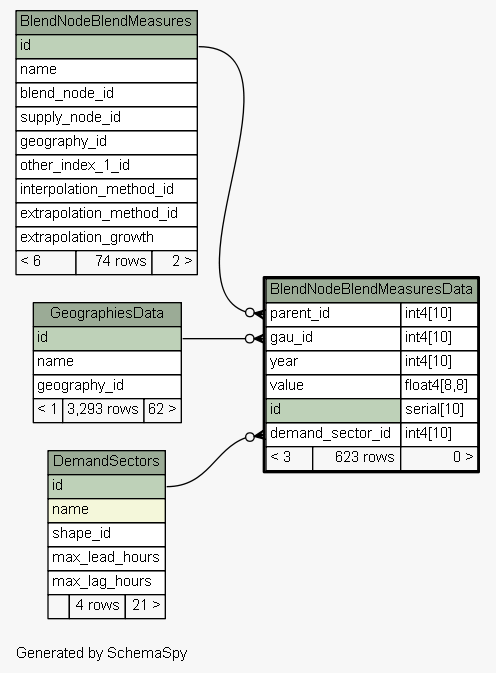 BlendNodeBlendMeasures
id
name
blend_node_id
supply_node_id
geography_id
other_index_1_id
interpolation_method_id
extrapolation_method_id
extrapolation_growth
< 6 74 rows 2 >
BlendNodeBlendMeasuresData
parent_id int4[10]
gau_id int4[10]
year int4[10]
value float4[8,8]
id serial[10]
demand_sector_id int4[10]
< 3 623 rows 0 >
GeographiesData
id
name
geography_id
< 1 3,293 rows 62 >
DemandSectors
id
name
shape_id
max_lead_hours
max_lag_hours
4 rows 21 >
Generated by SchemaSpy